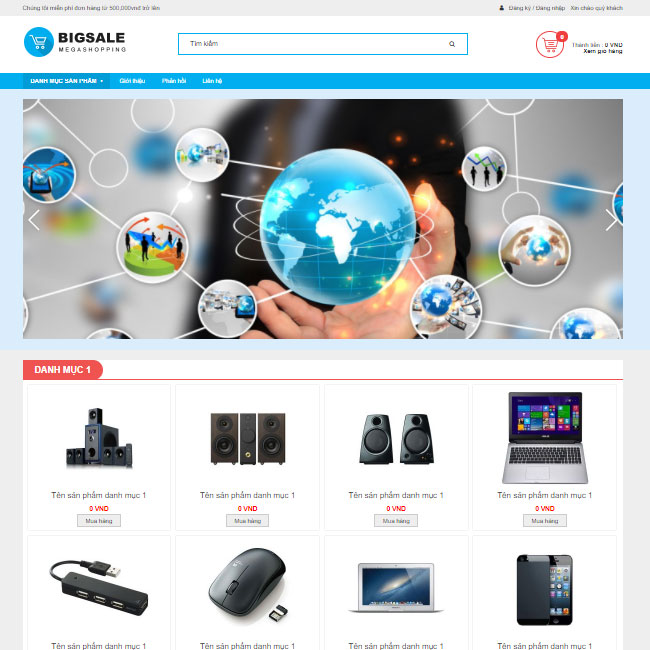 Chúng tôi miễn phí đơn hàng từ 500,000vnđ trở lên
Đăng ký / Đăng nhập Xin chào quý khách
BIGSALE
MEGASHOPPING
Tìm kiếm
0
Thành tiền : 0 VND
Xem giỏ hàng
DANH MỤC SẢN PHẨM Giới thiệu Phản hồi Liên hệ
DANH MỤC 1
Tên sản phẩm danh mục 1 Tên sản phẩm danh mục 1 Tên sản phẩm danh mục 1 Tên sản phẩm danh mục 1
0 VND 0 VND 0 VND 0 VND
Mua hàng Mua hàng Mua hàng Mua hàng
Tên sản phẩm danh mục 1 Tên sản phẩm danh mục 1 Tên sản phẩm danh mục 1 Tên sản phẩm danh mục 1